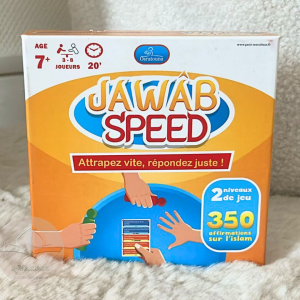 AGE
7+
3 - 8
JOUEURS
20'
JAWÂB
SPEED
Attrapez vite, répondez juste !
2 niveaux
de jeu
350
affirmations
sur l'islam